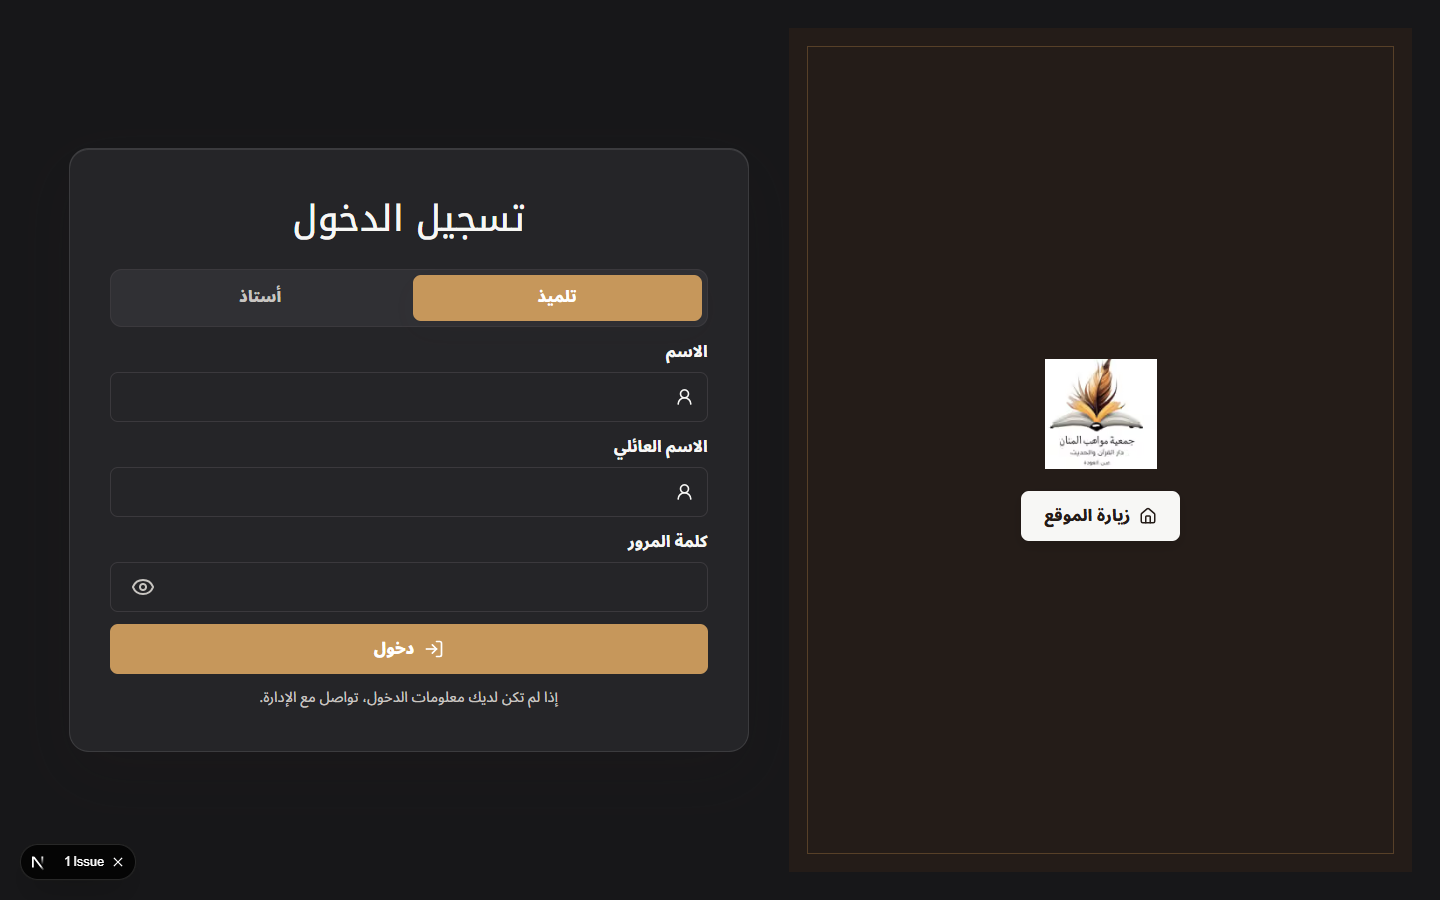 تسجيل الدخول
تلميذ
أستاذ
الاسم
الاسم العائلي
كلمة المرور
دخول
إذا لم تكن لديك معلومات الدخول، تواصل مع الإدارة.
جمعية مواهب المنان
دار القرآن والحديث
زيارة الموقع
N
1 Issue